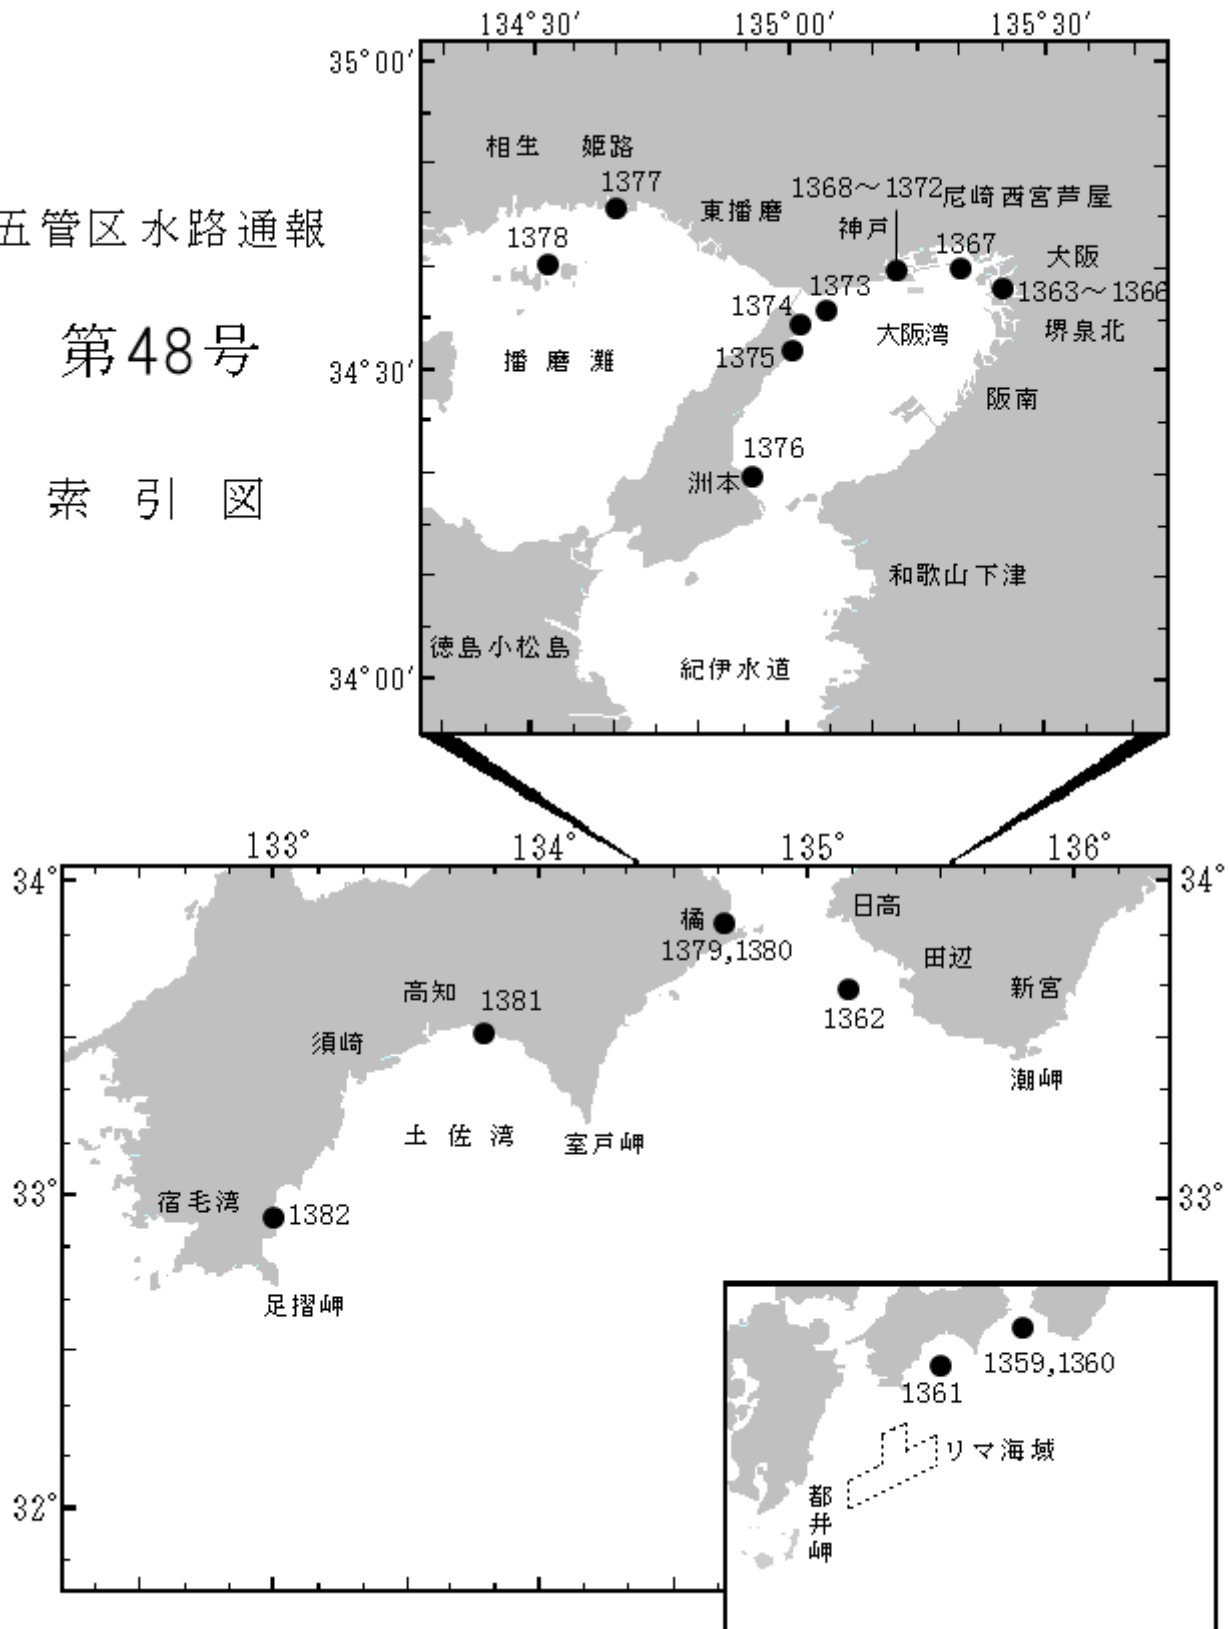 134°30′ 135°00′ 135°30′
35°00′
相生 姫路
1377
1368～1372
尼崎西宮芦屋
東播磨
神戸
五管区水路通報
1378
1367
大阪
1373
1363～1366
1374
大阪湾
堺泉北
第48号
1375
播磨灘
34°30′
阪南
1376
索引図
洲本
和歌山下津
徳島小松島
紀伊水道
34°00′
133° 134° 135° 136°
34° 34°
日高
橘
1379,1380
田辺
高知
1381
新宮
1362
須崎
潮岬
土佐湾
室戸岬
33° 33°
宿毛湾
1382
足摺岬
1359,1360
1361
リマ海域
都井岬
32°